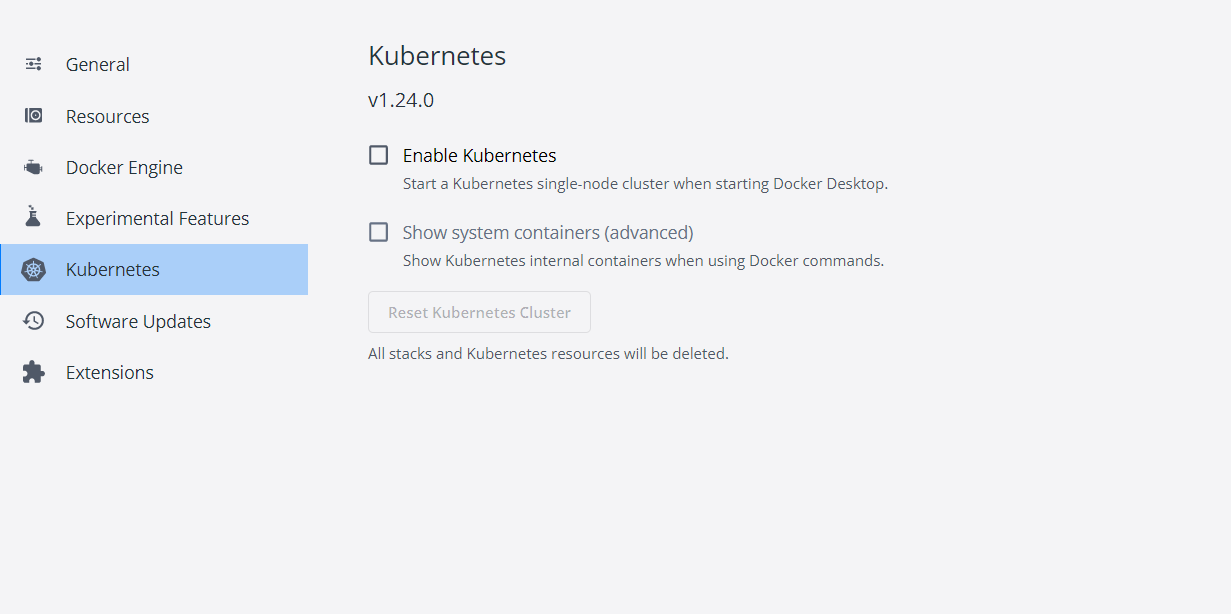 General
Resources
Docker Engine
Experimental Features
Kubernetes
Software Updates
Extensions
Kubernetes
v1.24.0
Enable Kubernetes
Start a Kubernetes single-node cluster when starting Docker Desktop.
Show system containers (advanced)
Show Kubernetes internal containers when using Docker commands.
Reset Kubernetes Cluster
All stacks and Kubernetes resources will be deleted.